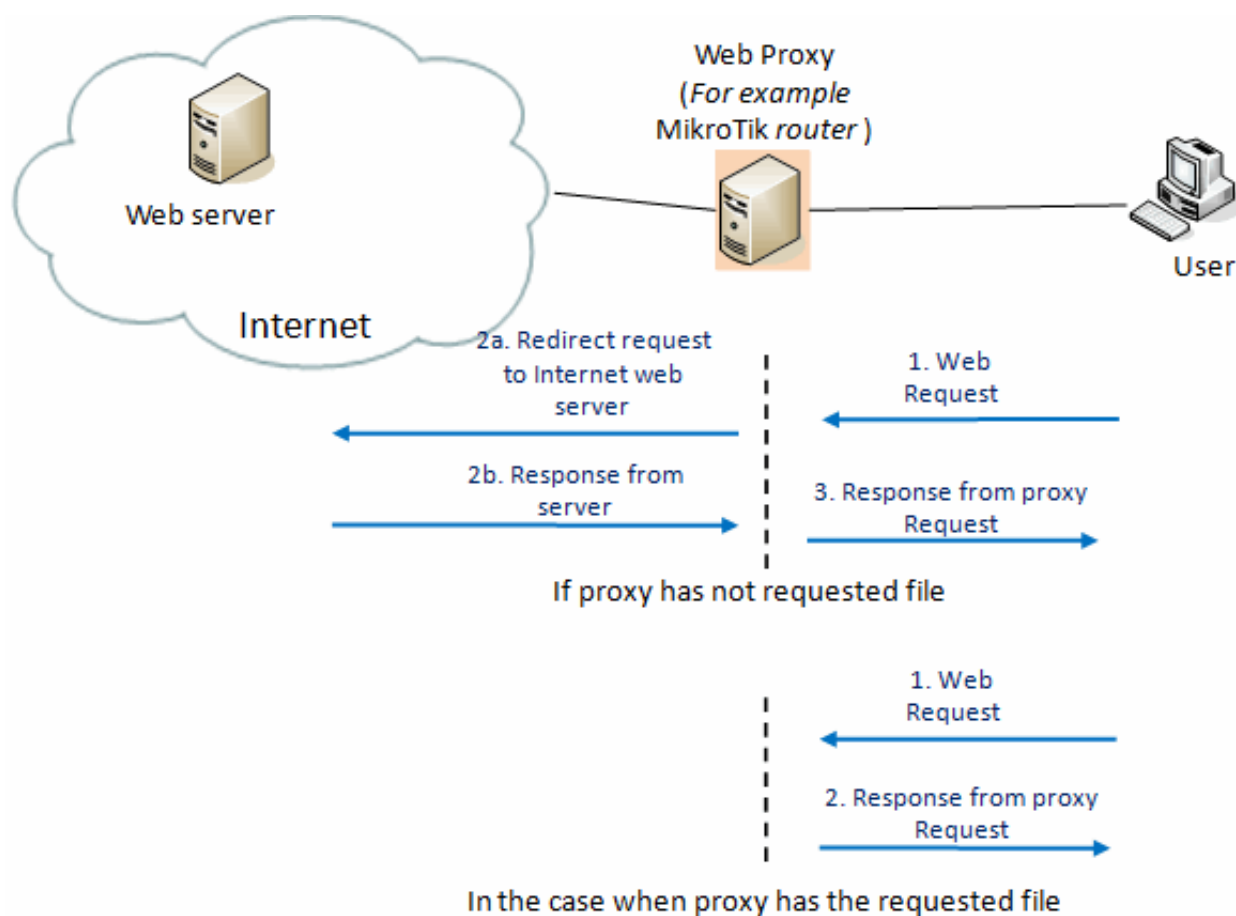 Web Proxy
(For example
MikroTik router )
Web server
User
Internet
2a. Redirect request
to Internet web
server
1. Web
Request
2b. Response from
server
3. Response from proxy
Request
If proxy has not requested file
1. Web
Request
2. Response from proxy
Request
In the case when proxy has the requested file